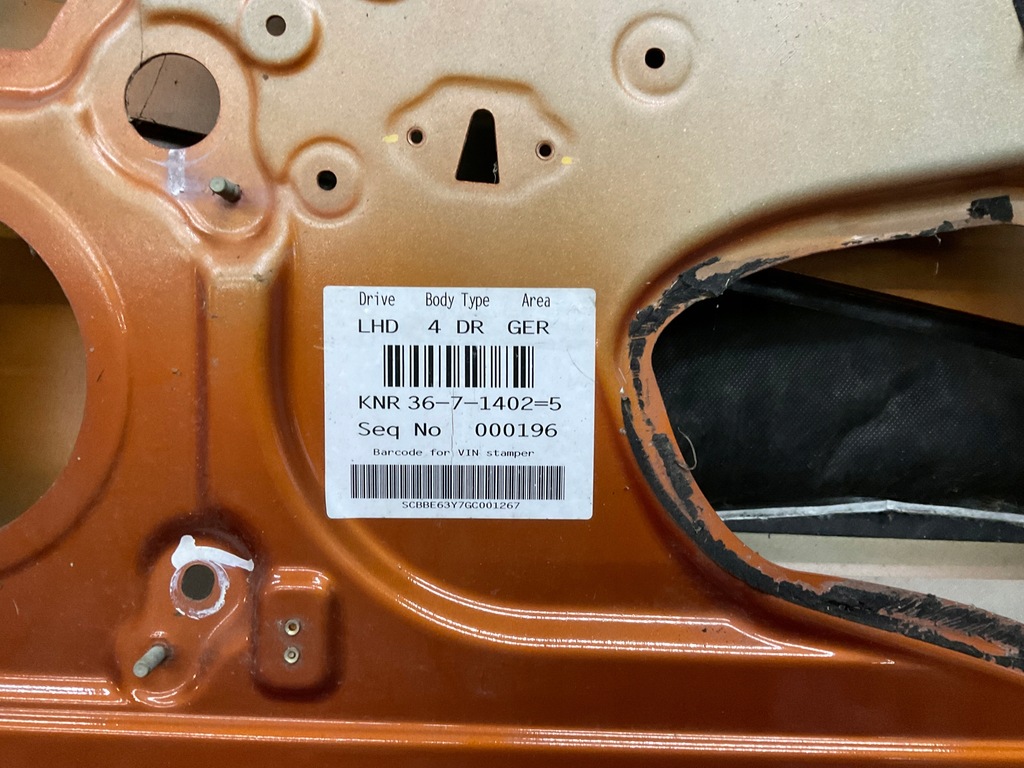 Drive Body Type Area
LHD 4 DR GER
KNR 36-7-1402=5
Seq No 000196
Barcode for VIN stamper
SCBBE63Y7GC001267